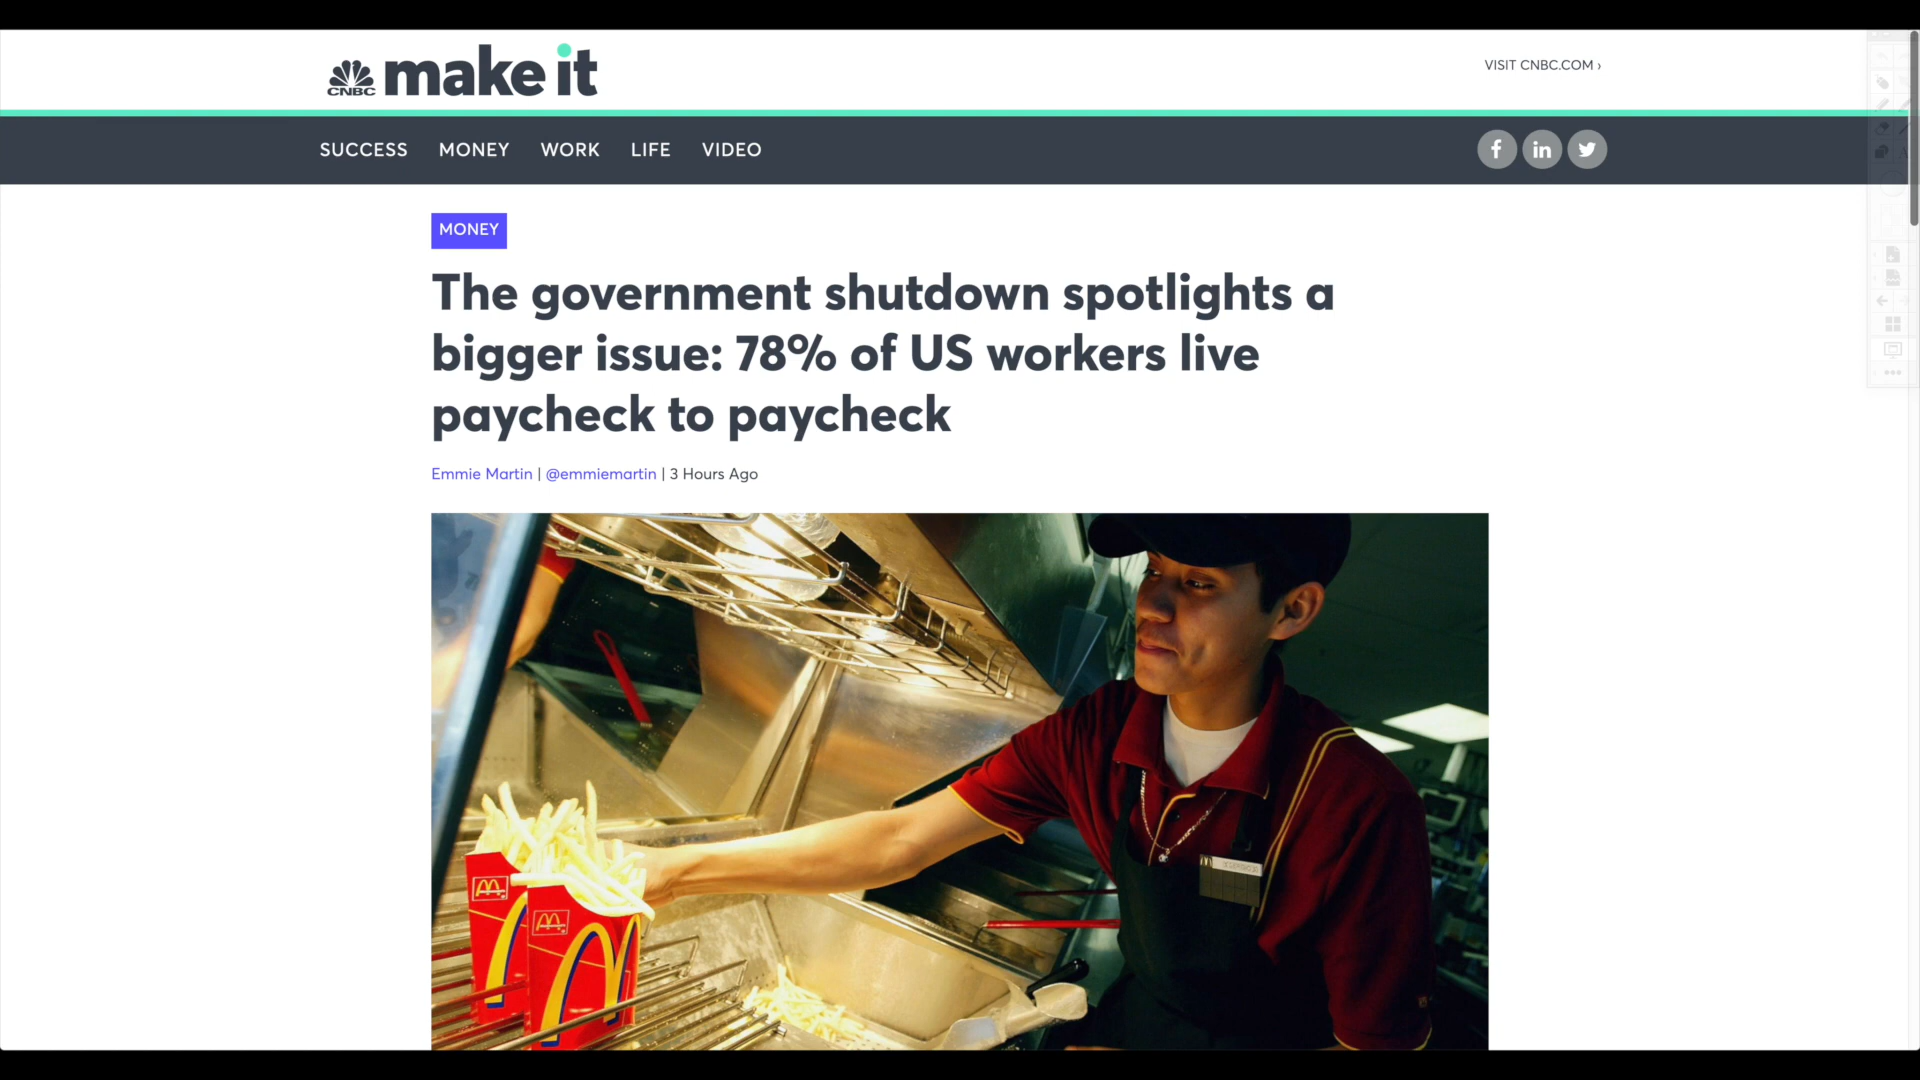 CNBC make it
VISIT CNBC.COM ›
SUCCESS MONEY WORK LIFE VIDEO
MONEY
The government shutdown spotlights a
bigger issue: 78% of US workers live
paycheck to paycheck
Emmie Martin | @emmiemartin | 3 Hours Ago